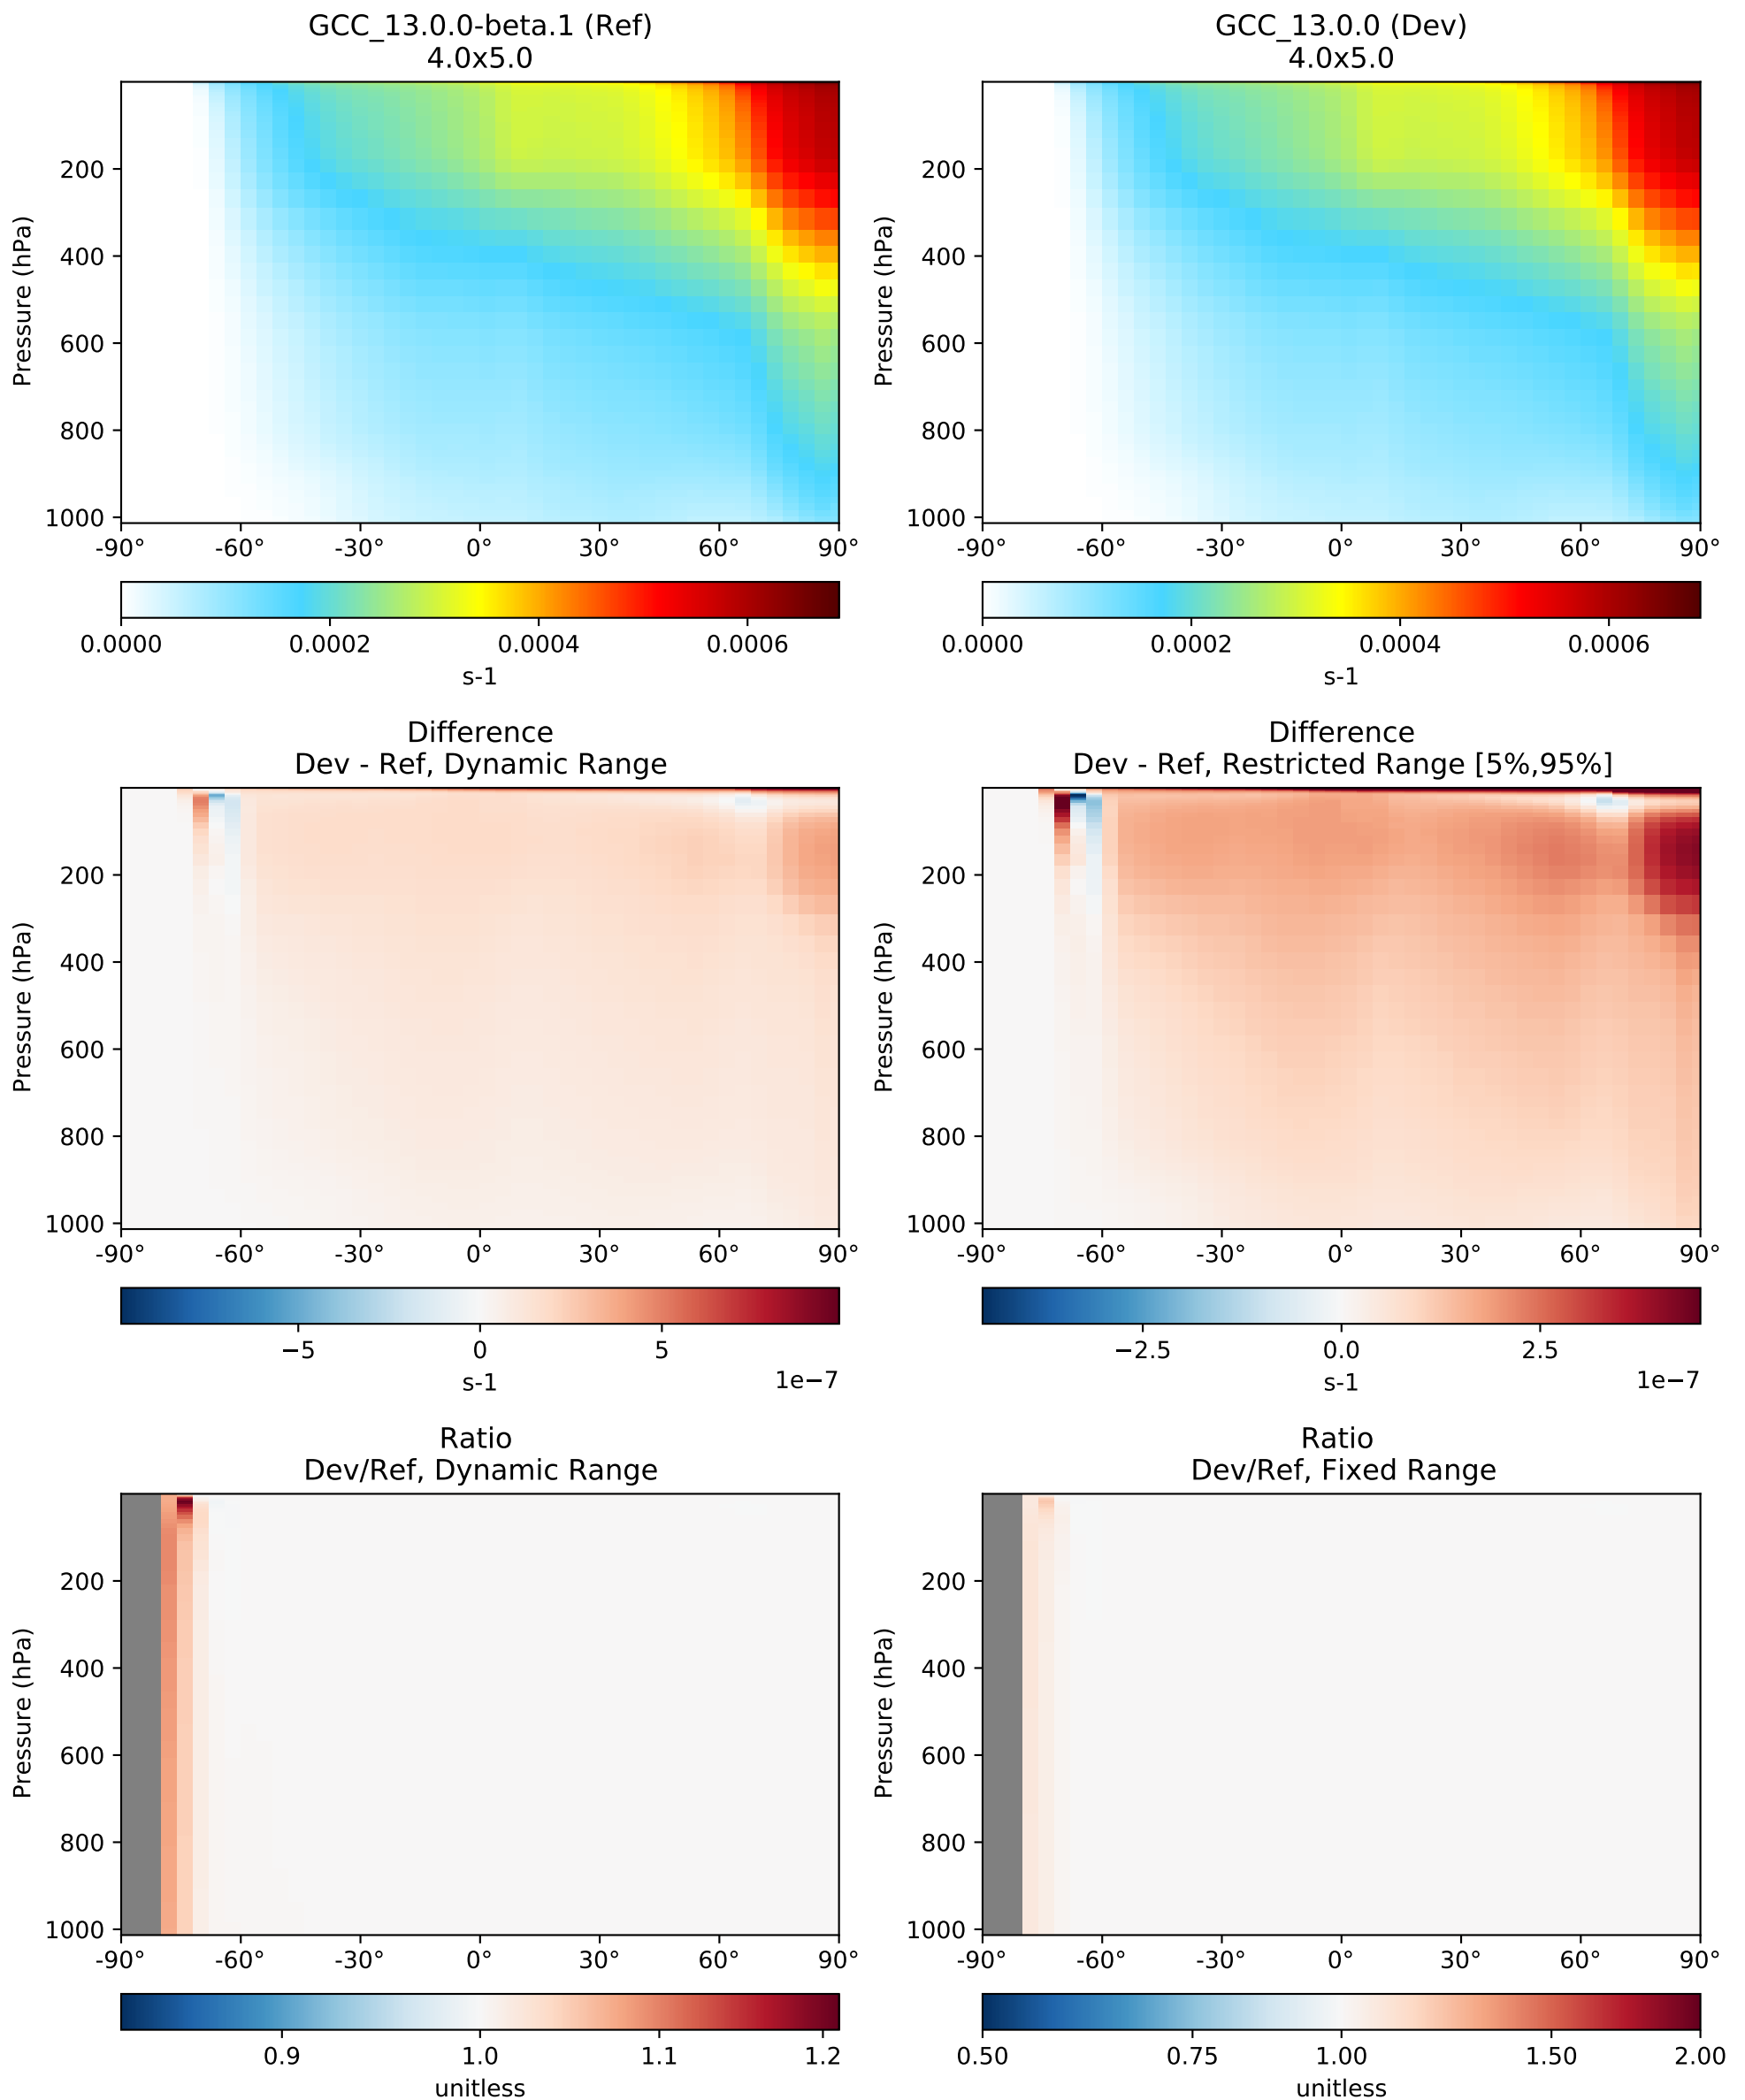 GCC_13.0.0-beta.1 (Ref)
4.0x5.0
Pressure (hPa)
200
400
600
800
1000
-90° -60° -30° 0° 30° 60° 90°
0.0000 0.0002 0.0004 0.0006
s-1
GCC_13.0.0 (Dev)
4.0x5.0
Pressure (hPa)
200
400
600
800
1000
-90° -60° -30° 0° 30° 60° 90°
0.0000 0.0002 0.0004 0.0006
s-1
Difference
Dev - Ref, Dynamic Range
Pressure (hPa)
200
400
600
800
1000
-90° -60° -30° 0° 30° 60° 90°
−5 0 5
s-1 1e−7
Difference
Dev - Ref, Restricted Range [5%,95%]
Pressure (hPa)
200
400
600
800
1000
-90° -60° -30° 0° 30° 60° 90°
−2.5 0.0 2.5
s-1 1e−7
Ratio
Dev/Ref, Dynamic Range
Pressure (hPa)
200
400
600
800
1000
-90° -60° -30° 0° 30° 60° 90°
0.9 1.0 1.1 1.2
unitless
Ratio
Dev/Ref, Fixed Range
Pressure (hPa)
200
400
600
800
1000
-90° -60° -30° 0° 30° 60° 90°
0.50 0.75 1.00 1.50 2.00
unitless